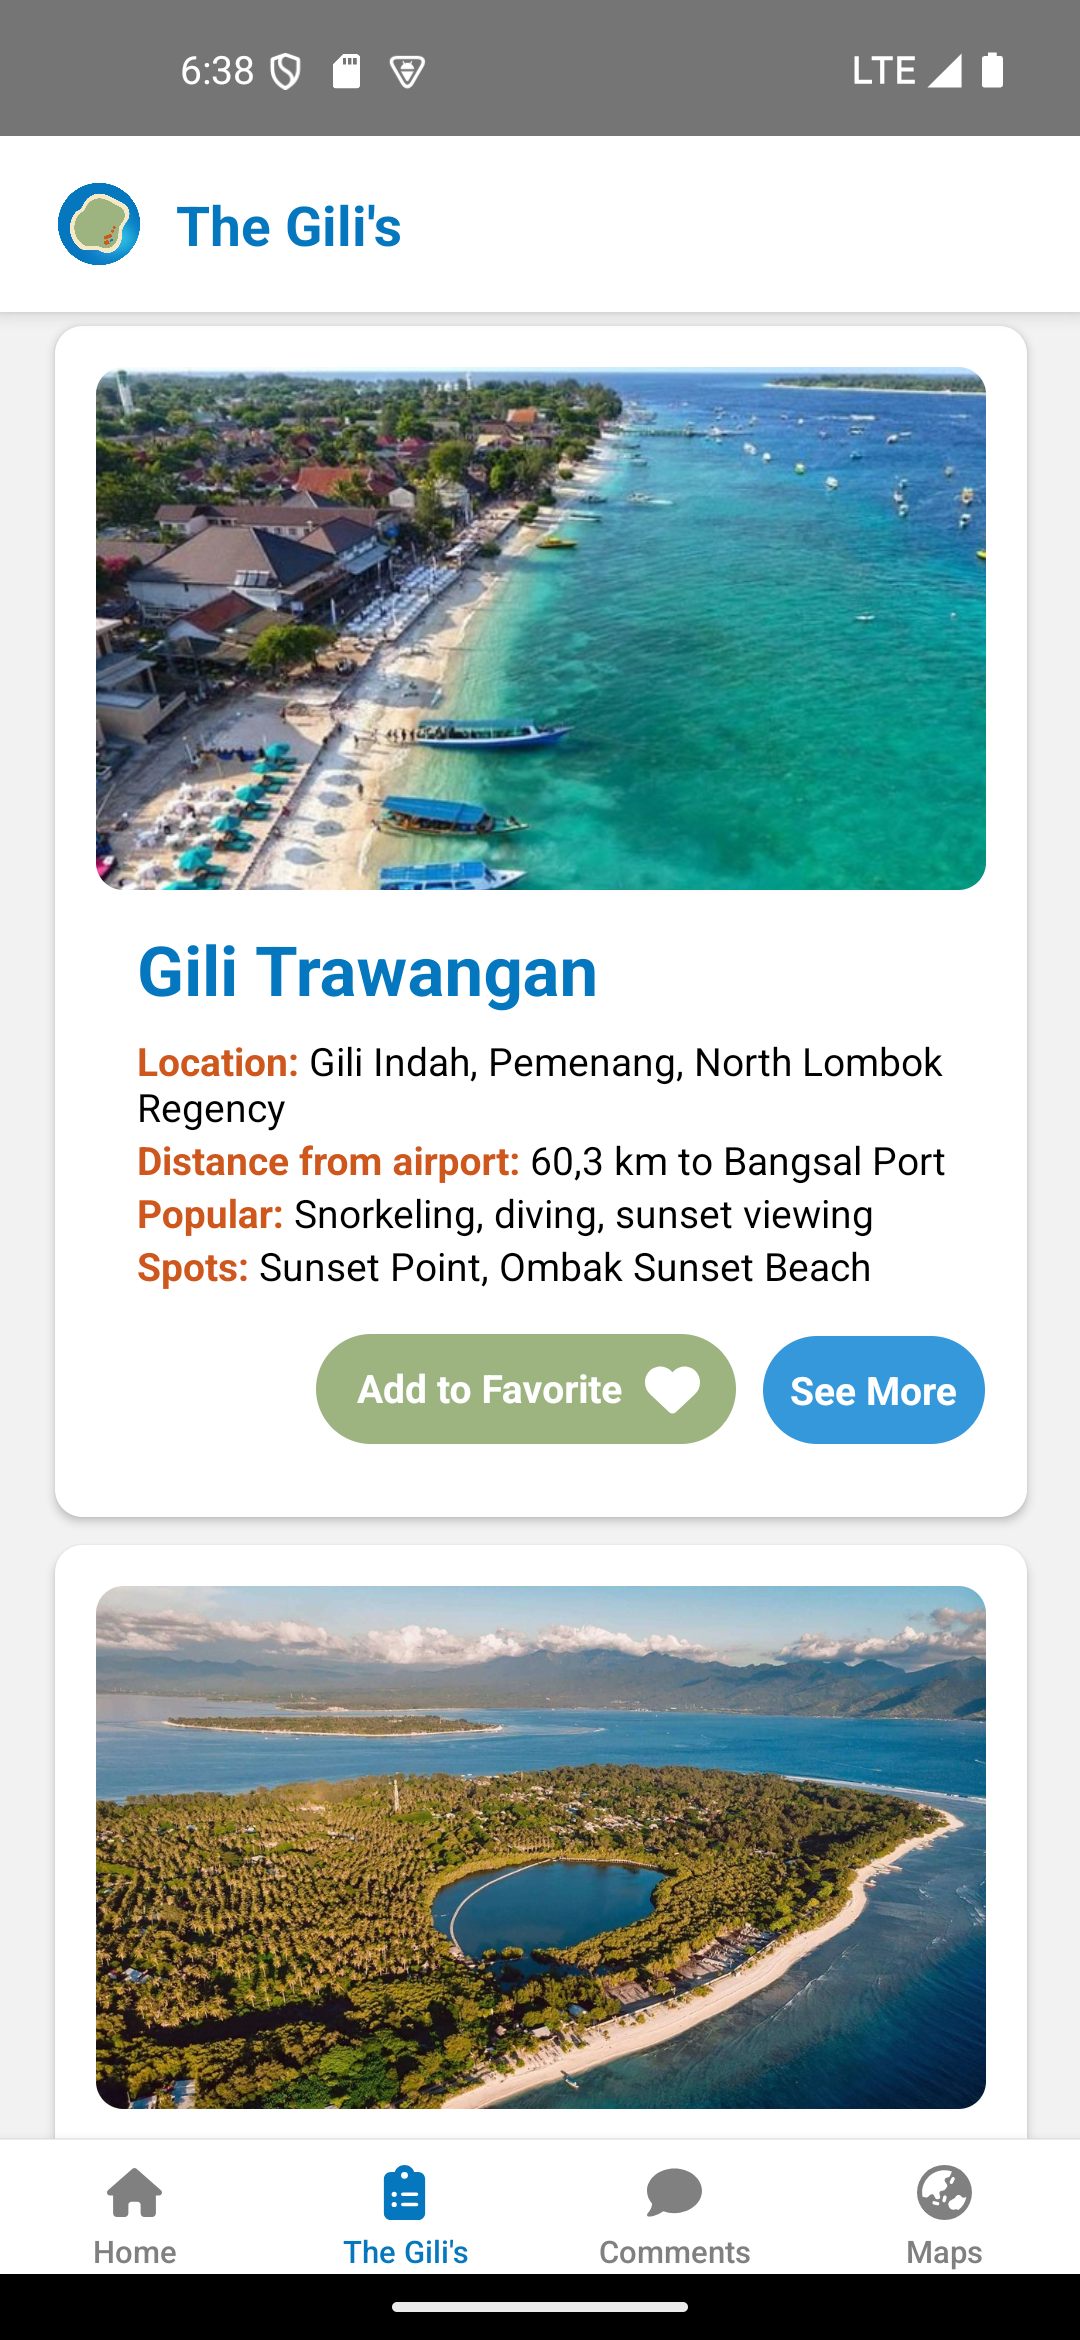 6:38
LTE
The Gili's
Gili Trawangan
Location: Gili Indah, Pemenang, North Lombok
Regency
Distance from airport: 60,3 km to Bangsal Port
Popular: Snorkeling, diving, sunset viewing
Spots: Sunset Point, Ombak Sunset Beach
Add to Favorite
See More
Home
The Gili's
Comments
Maps